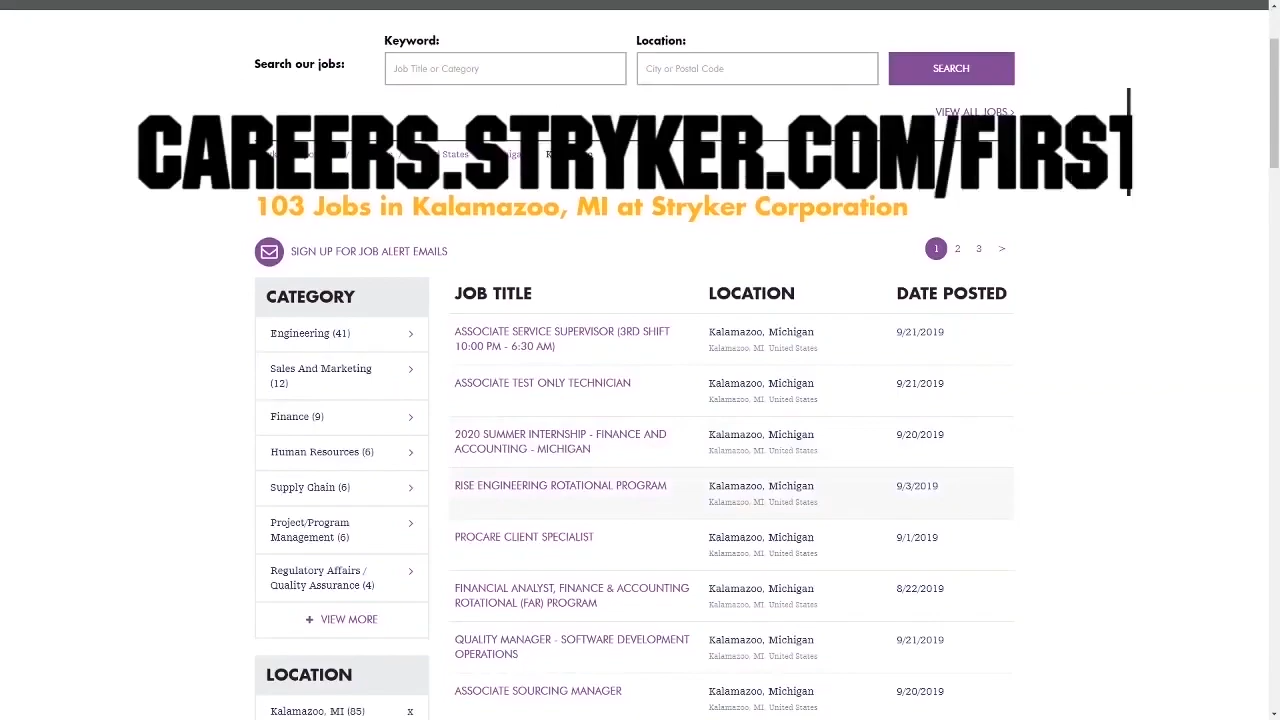 Keyword:
Location:
Search our jobs:
Job Title or Category
City or Postal Code
SEARCH
VIEW ALL JOBS >
CAREERS.STRYKER.COM/FIRST
103 Jobs in Kalamazoo, MI at Stryker Corporation
SIGN UP FOR JOB ALERT EMAILS
1 2 3 >
CATEGORY
Engineering (41)
Sales And Marketing
(12)
Finance (9)
Human Resources (6)
Supply Chain (6)
Project/Program
Management (6)
Regulatory Affairs /
Quality Assurance (4)
+ VIEW MORE
LOCATION
Kalamazoo, MI (85) x
JOB TITLE LOCATION DATE POSTED
ASSOCIATE SERVICE SUPERVISOR (3RD SHIFT
10:00 PM - 6:30 AM)
Kalamazoo, Michigan
Kalamazoo, MI, United States
9/21/2019
ASSOCIATE TEST ONLY TECHNICIAN
Kalamazoo, Michigan
Kalamazoo, MI, United States
9/21/2019
2020 SUMMER INTERNSHIP - FINANCE AND
ACCOUNTING - MICHIGAN
Kalamazoo, Michigan
Kalamazoo, MI, United States
9/20/2019
RISE ENGINEERING ROTATIONAL PROGRAM
Kalamazoo, Michigan
Kalamazoo, MI, United States
9/3/2019
PROCARE CLIENT SPECIALIST
Kalamazoo, Michigan
Kalamazoo, MI, United States
9/1/2019
FINANCIAL ANALYST, FINANCE & ACCOUNTING
ROTATIONAL (FAR) PROGRAM
Kalamazoo, Michigan
Kalamazoo, MI, United States
8/22/2019
QUALITY MANAGER - SOFTWARE DEVELOPMENT
OPERATIONS
Kalamazoo, Michigan
Kalamazoo, MI, United States
9/21/2019
ASSOCIATE SOURCING MANAGER
Kalamazoo, Michigan
Kalamazoo, MI, United States
9/20/2019